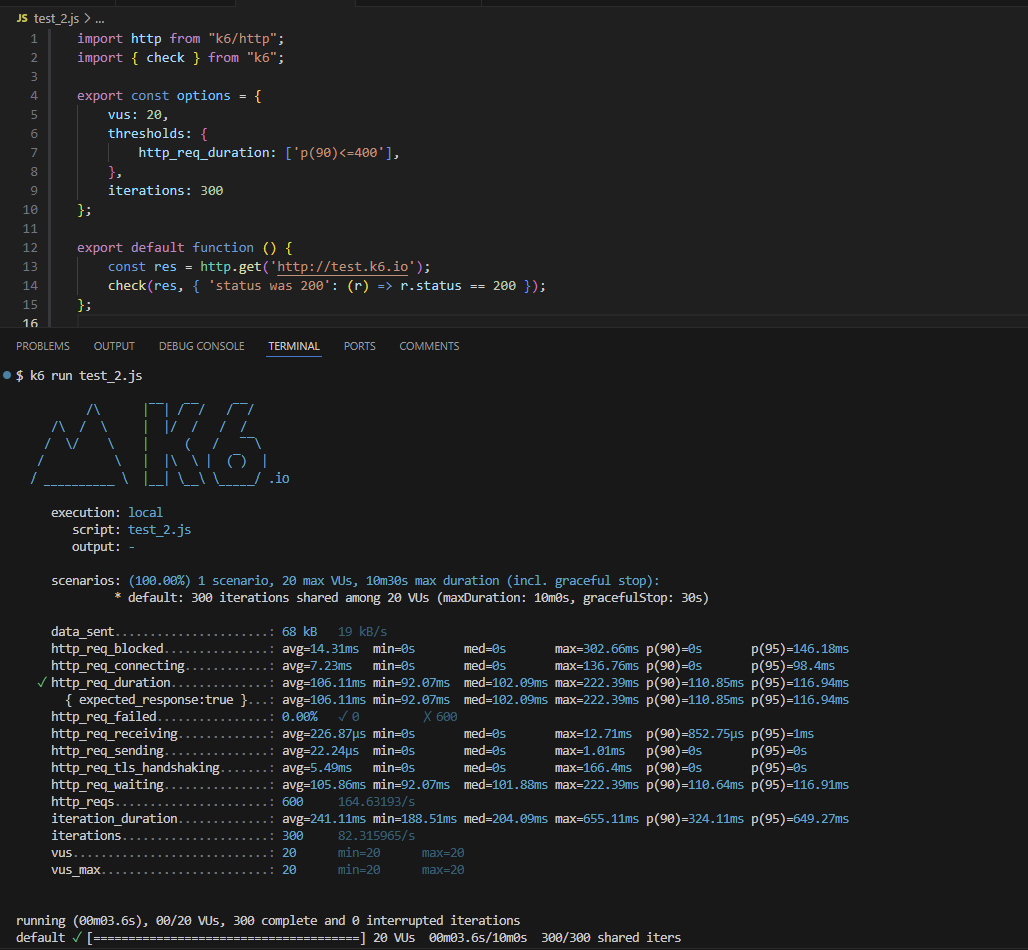 JS test_2.js > ...
1 import http from "k6/http";
2 import { check } from "k6";
3
4 export const options = {
5 vus: 20,
6 thresholds: {
7 http_req_duration: ['p(90)<=400'],
8 },
9 iterations: 300
10 };
11
12 export default function () {
13 const res = http.get('http://test.k6.io');
14 check(res, { 'status was 200': (r) => r.status == 200 });
15 };
16
PROBLEMS OUTPUT DEBUG CONSOLE TERMINAL PORTS COMMENTS
$ k6 run test_2.js
K6
.io
execution: local
script: test_2.js
output: -
scenarios: (100.00%) 1 scenario, 20 max VUs, 10m30s max duration (incl. graceful stop):
* default: 300 iterations shared among 20 VUs (maxDuration: 10m0s, gracefulStop: 30s)
data_sent......................: 68 kB 19 kB/s
http_req_blocked...............: avg=14.31ms min=0s med=0s max=302.66ms p(90)=0s p(95)=146.18ms
http_req_connecting............: avg=7.23ms min=0s med=0s max=136.76ms p(90)=0s p(95)=98.4ms
✓ http_req_duration..............: avg=106.11ms min=92.07ms med=102.09ms max=222.39ms p(90)=110.85ms p(95)=116.94ms
{ expected_response:true }...: avg=106.11ms min=92.07ms med=102.09ms max=222.39ms p(90)=110.85ms p(95)=116.94ms
http_req_failed................: 0.00% ✓ 0 ✗ 600
http_req_receiving.............: avg=226.87µs min=0s med=0s max=12.71ms p(90)=852.75µs p(95)=1ms
http_req_sending...............: avg=22.24µs min=0s med=0s max=1.01ms p(90)=0s p(95)=0s
http_req_tls_handshaking.......: avg=5.49ms min=0s med=0s max=166.4ms p(90)=0s p(95)=0s
http_req_waiting...............: avg=105.86ms min=92.07ms med=101.88ms max=222.39ms p(90)=110.64ms p(95)=116.91ms
http_reqs......................: 600 164.63193/s
iteration_duration.............: avg=241.11ms min=188.51ms med=204.09ms max=655.11ms p(90)=324.11ms p(95)=649.27ms
iterations.....................: 300 82.315965/s
vus............................: 20 min=20 max=20
vus_max........................: 20 min=20 max=20
running (00m03.6s), 00/20 VUs, 300 complete and 0 interrupted iterations
default ✓ [======================================] 20 VUs 00m03.6s/10m0s 300/300 shared iters